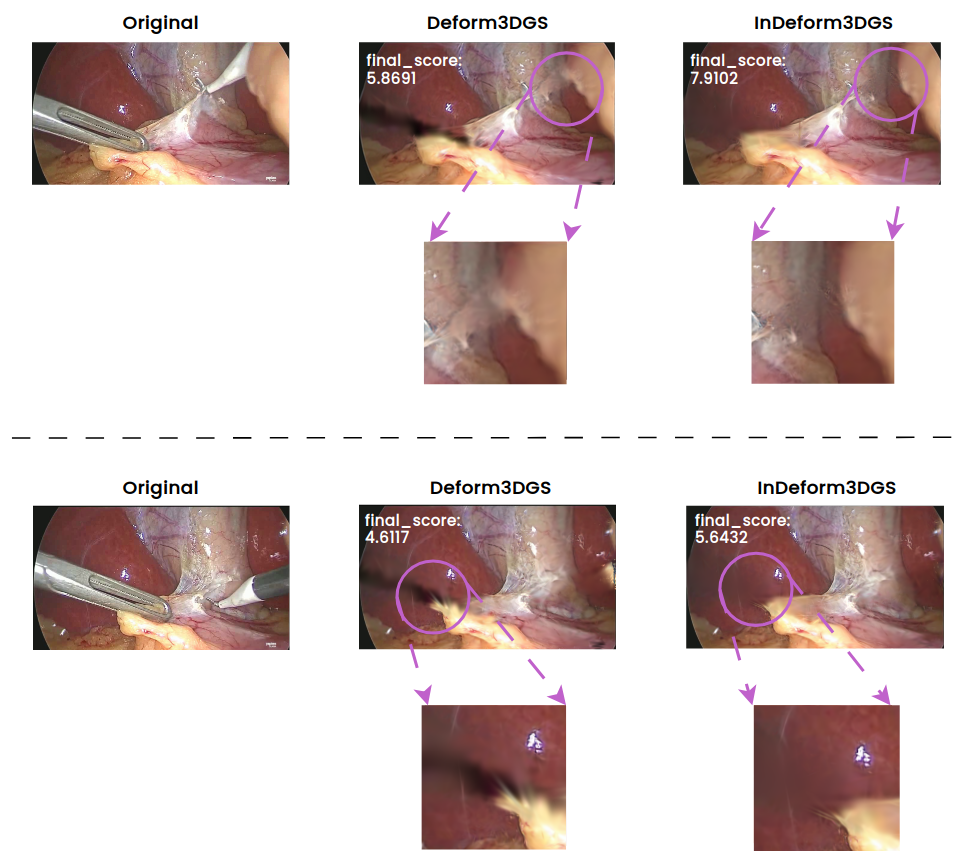 Original
Deform3DGS
InDeform3DGS
final_score:
5.8691
final_score:
7.9102
Original
Deform3DGS
InDeform3DGS
final_score:
4.6117
final_score:
5.6432